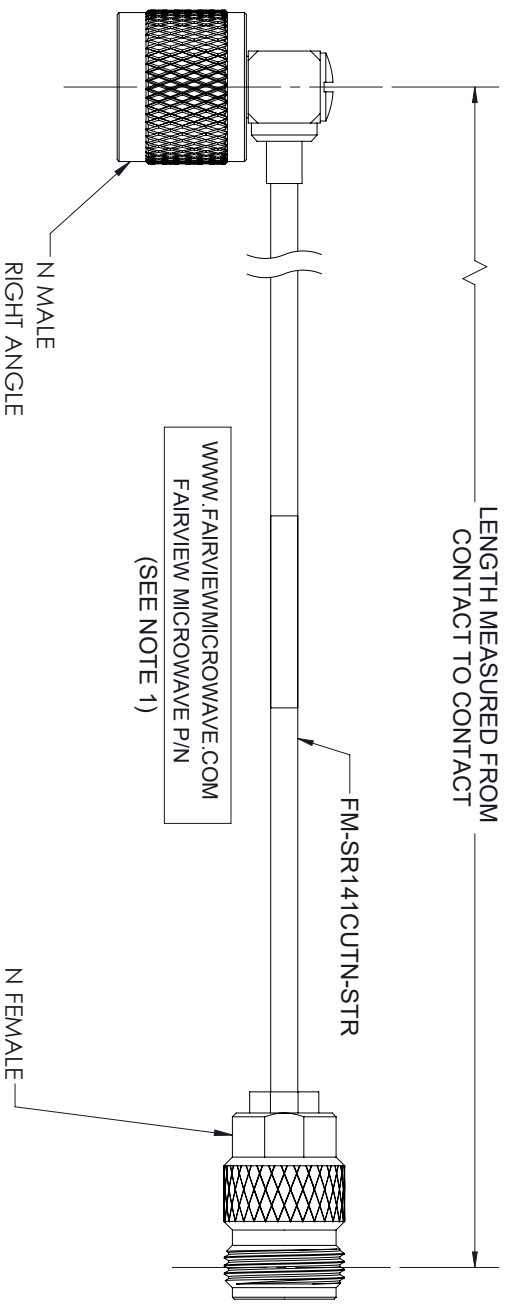 LENGTH MEASURED FROM
CONTACT TO CONTACT
FM-SR141CUTN-STR
WWW.FAIRVIEWMICROWAVE.COM
FAIRVIEW MICROWAVE P/N
(SEE NOTE 1)
N MALE
RIGHT ANGLE
N FEMALE